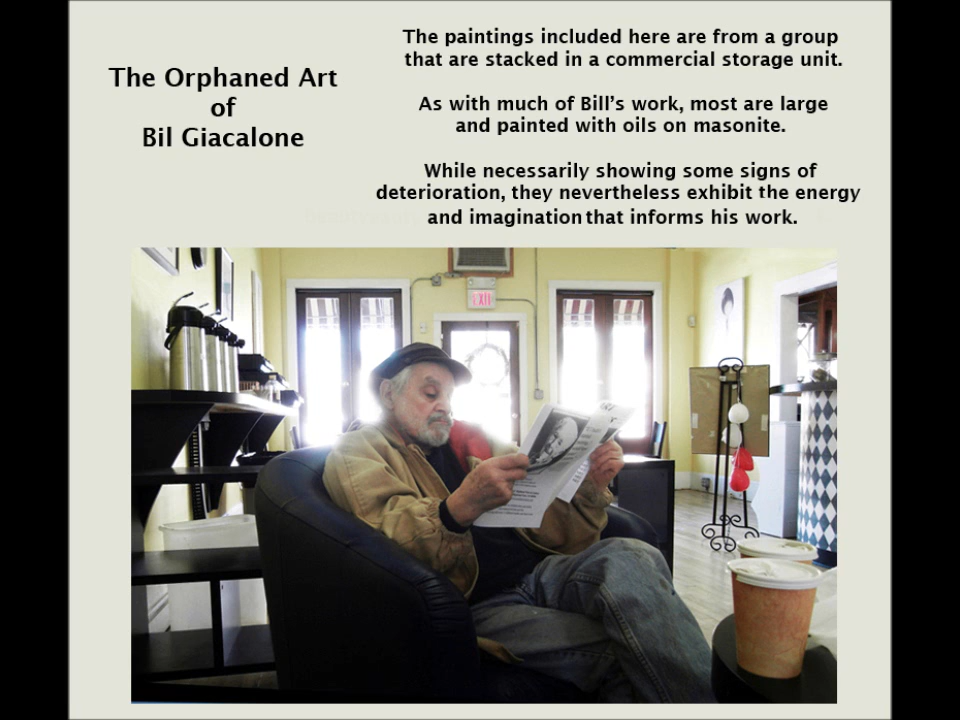 The Orphaned Art
of
Bil Giacalone
The paintings included here are from a group
that are stacked in a commercial storage unit.
As with much of Bill's work, most are large
and painted with oils on masonite.
While necessarily showing some signs of
deterioration, they nevertheless exhibit the energy
and imagination that informs his work.
EXIT